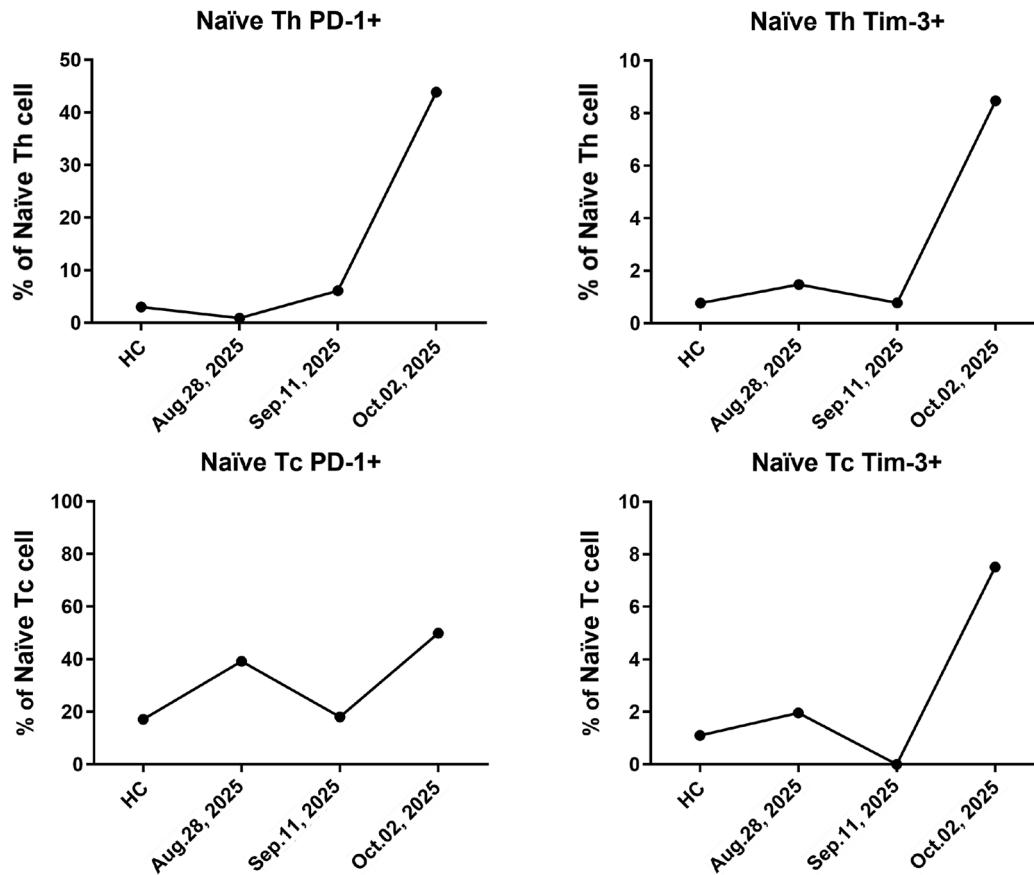 Naïve Th PD-1+
% of Naïve Th cell
50
40
30
20
10
0
HC
Aug.28, 2025
Sep.11, 2025
Oct.02, 2025
Naïve Th Tim-3+
% of Naïve Th cell
10
8
6
4
2
0
HC
Aug.28, 2025
Sep.11, 2025
Oct.02, 2025
Naïve Tc PD-1+
% of Naïve Tc cell
100
80
60
40
20
0
HC
Aug.28, 2025
Sep.11, 2025
Oct.02, 2025
Naïve Tc Tim-3+
% of Naïve Tc cell
10
8
6
4
2
0
HC
Aug.28, 2025
Sep.11, 2025
Oct.02, 2025